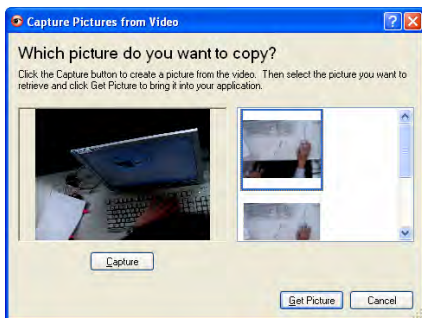 Capture Pictures from Video
Which picture do you want to copy?
Click the Capture button to create a picture from the video. Then select the picture you want to
retrieve and click Get Picture to bring it into your application.
Capture
Get Picture
Cancel